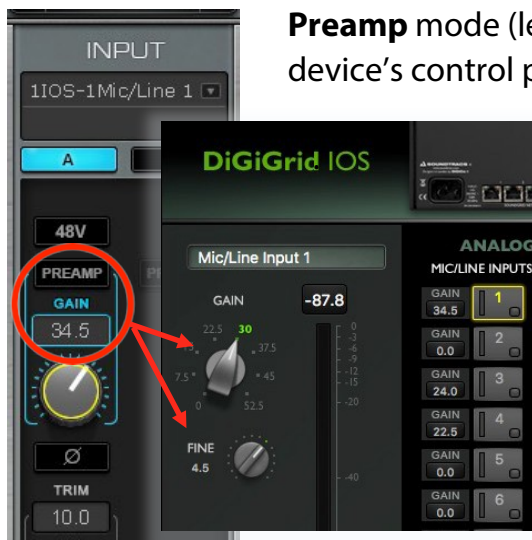 Preamp mode (le
device's control p
INPUT
1IOS-1Mic/Line 1
A
48V
PREAMP
GAIN
34.5
Ø
TRIM
10.0
DiGiGrid IOS
Mic/Line Input 1
GAIN
-87.8
22.5 30
37.5
7.5
45
0
52.5
FINE
4.5
0
-3
-6
-9
-12
-15
-20
-40
ANALOG
MIC/LINE INPUTS
GAIN
34.5
1
GAIN
0.0
2
GAIN
24.0
3
GAIN
22.5
4
GAIN
0.0
5
GAIN
0.0
6